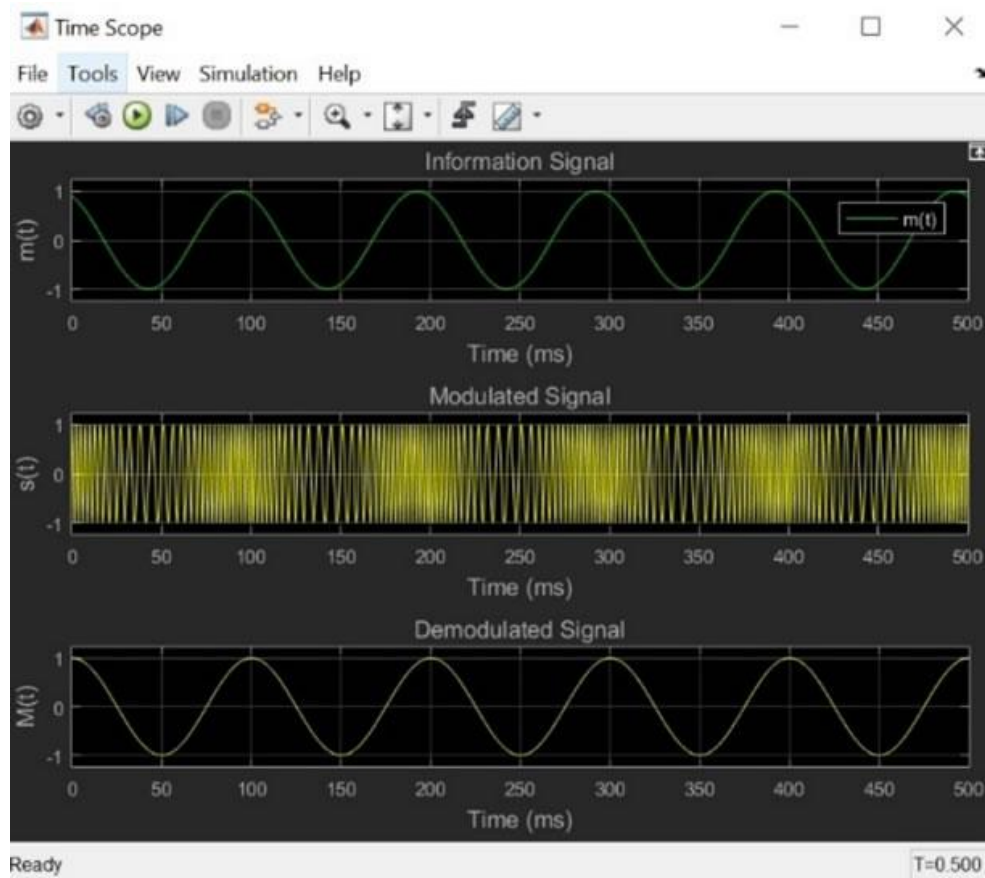 Time Scope
File Tools View Simulation Help
Information Signal
m(t)
1
0
-1
m(t)
0 50 100 150 200 250 300 350 400 450 500
Time (ms)
Modulated Signal
s(t)
1
0
-1
0 50 100 150 200 250 300 350 400 450 500
Time (ms)
Demodulated Signal
M(t)
1
0
-1
0 50 100 150 200 250 300 350 400 450 500
Time (ms)
Ready T=0.500